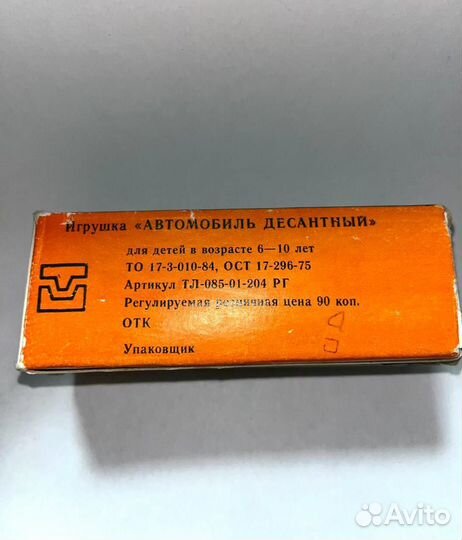 Игрушка «АВТОМОБИЛЬ ДЕСАНТНЫЙ»
для детей в возрасте 6—10 лет
ТО 17-3-010-84, ОСТ 17-296-75
Артикул ТЛ-085-01-204 РГ
Регулируемая розничная цена 90 коп.
ОТК
Упаковщик
Avito